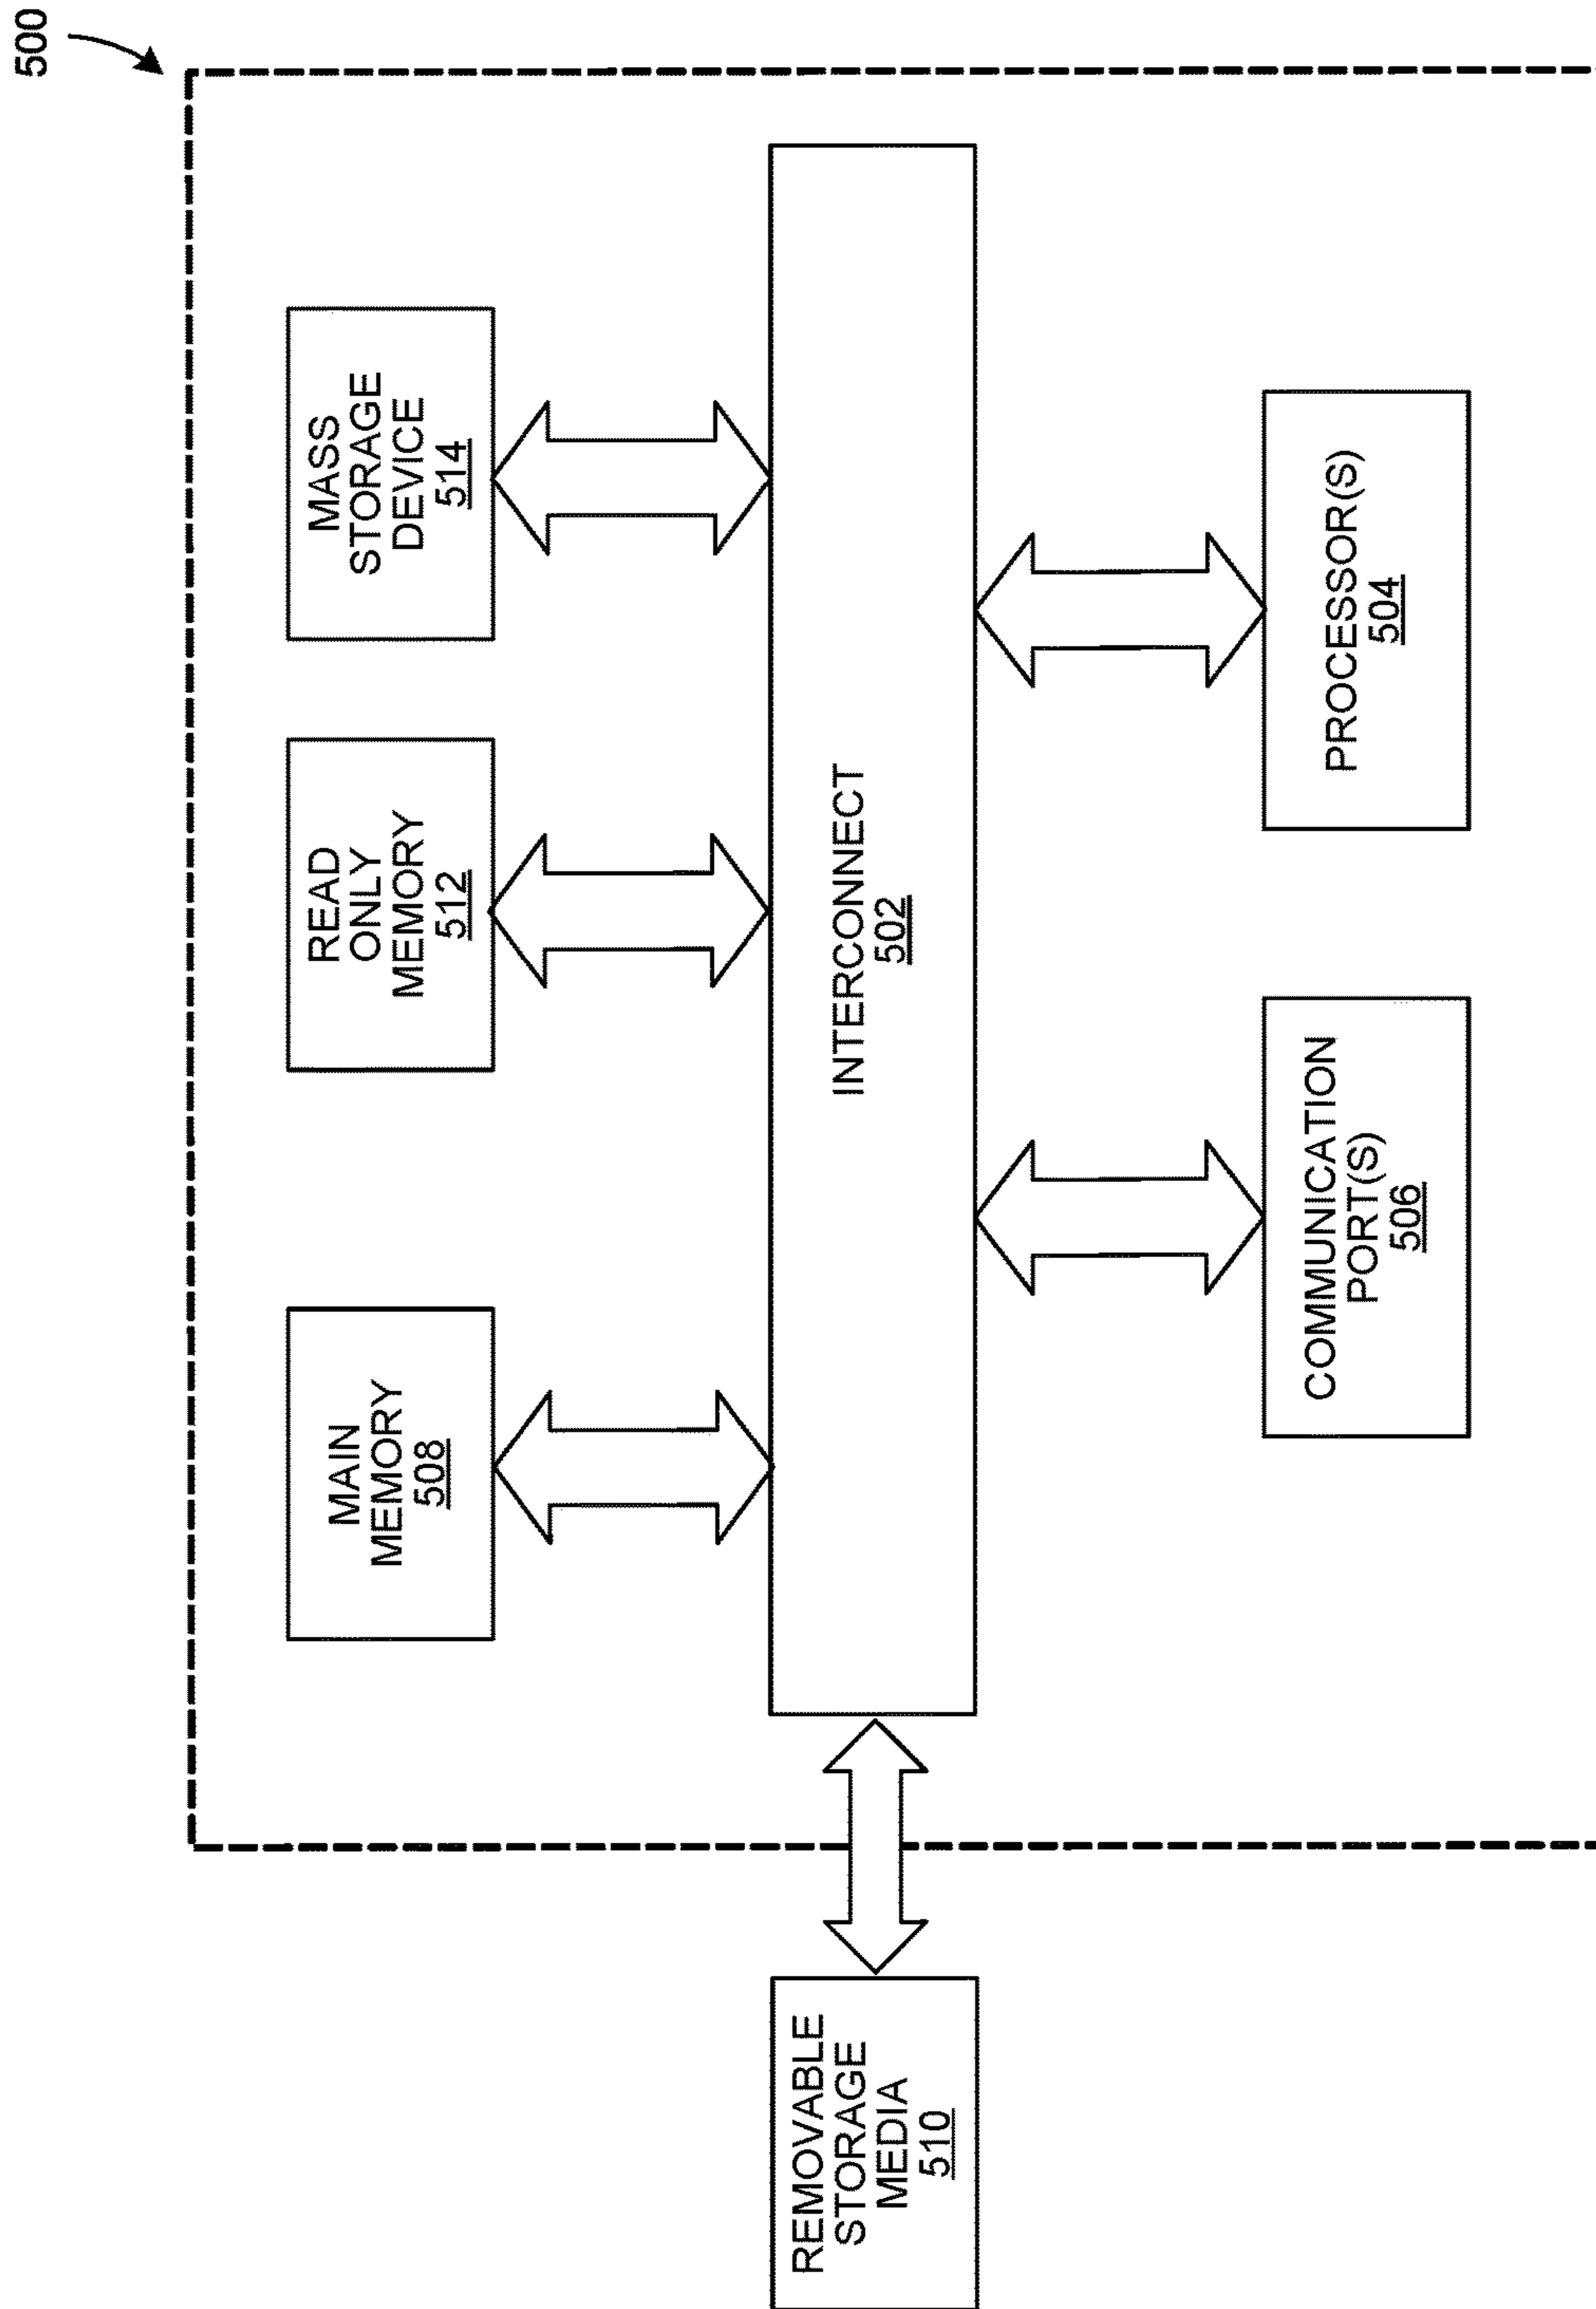 500
MAIN
MEMORY
508
READ
ONLY
MEMORY
512
MASS
STORAGE
DEVICE
514
REMOVABLE
STORAGE
MEDIA
510
INTERCONNECT
502
COMMUNICATION
PORT(S)
506
PROCESSOR(S)
504